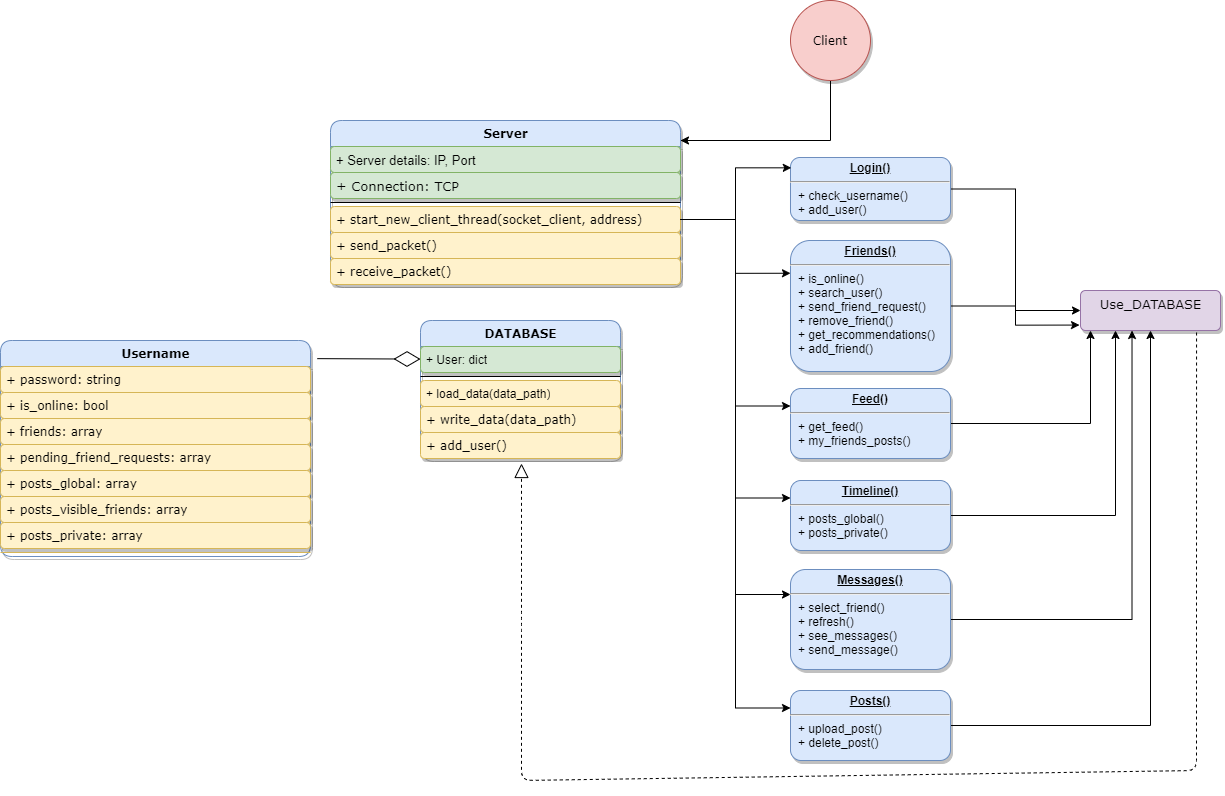 Client
Server
+ Server details: IP, Port
+ Connection: TCP
+ start_new_client_thread(socket_client, address)
+ send_packet()
+ receive_packet()
Username
+ password: string
+ is_online: bool
+ friends: array
+ pending_friend_requests: array
+ posts_global: array
+ posts_visible_friends: array
+ posts_private: array
DATABASE
+ User: dict
+ load_data(data_path)
+ write_data(data_path)
+ add_user()
Login()
+ check_username()
+ add_user()
Friends()
+ is_online()
+ search_user()
+ send_friend_request()
+ remove_friend()
+ get_recommendations()
+ add_friend()
Feed()
+ get_feed()
+ my_friends_posts()
Timeline()
+ posts_global()
+ posts_private()
Messages()
+ select_friend()
+ refresh()
+ see_messages()
+ send_message()
Posts()
+ upload_post()
+ delete_post()
Use_DATABASE